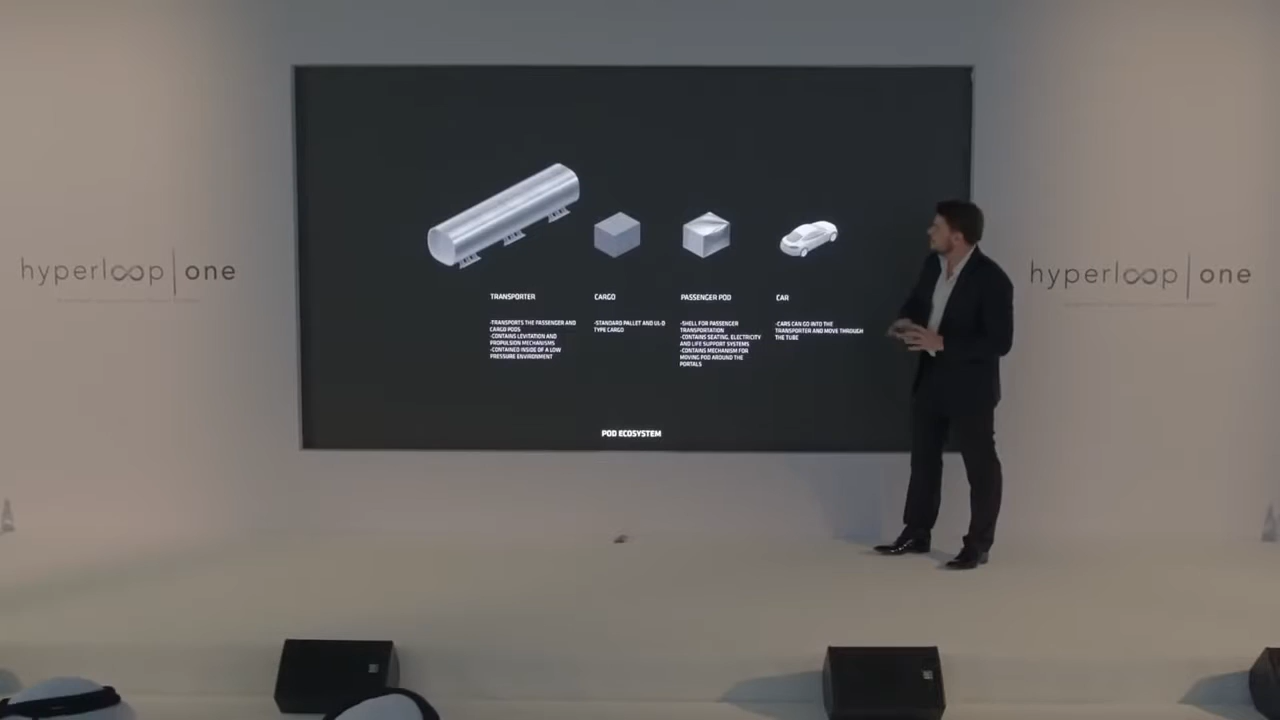 hyperloop | one
TRANSPORTER
-TRANSPORTS THE PASSENGER AND
CARGO PODS
-CONTAINS LEVITATION AND
PROPULSION MECHANISMS
-CONTAINED INSIDE OF A LOW
PRESSURE ENVIRONMENT
CARGO
-STANDARD PALLET AND ULD
TYPE CARGO
PASSENGER POD
-SHELL FOR PASSENGER
TRANSPORTATION
-CONTAINS SEATING, ELECTRICITY
AND LIFE SUPPORT SYSTEMS
-CONTAINS MECHANISM FOR
MOVING POD AROUND THE
PORTALS
CAR
-CARS CAN GO INTO THE
TRANSPORTER AND MOVE THROUGH
THE TUBE
POD ECOSYSTEM
hyperloop | one